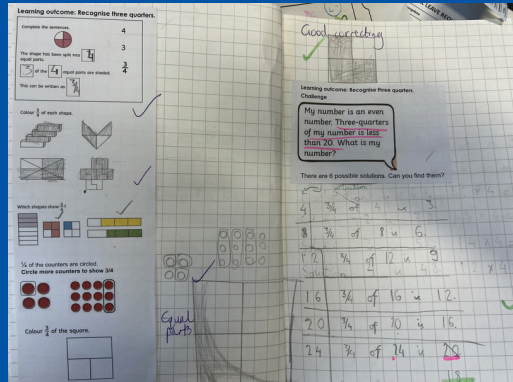 Learning outcome: Recognise three quarters.
Complete the sentences.
4
3
3/4
The shape has been split into 4
equal parts.
3 of the 4 equal parts are shaded.
This can be written as 3/4
Colour 3/4 of each shape.
Which shapes show 3/4?
¼ of the counters are circled.
Circle more counters to show 3/4
Colour 3/4 of the square.
Equal
parts
LEAVE
Good correcting
Learning outcome: Recognise three quarters.
Challenge
My number is an even
number. Three-quarters
of my number is less
than 20. What is my
number?
There are 6 possible solutions. Can you find them?
4 3/4 of 4 is 3.
8 3/4 of 8 is 6.
12 3/4 of 12 is 9
16 3/4 of 16 is 12.
20 3/4 of 20 is 16.
24 3/4 of 24 is 20
18